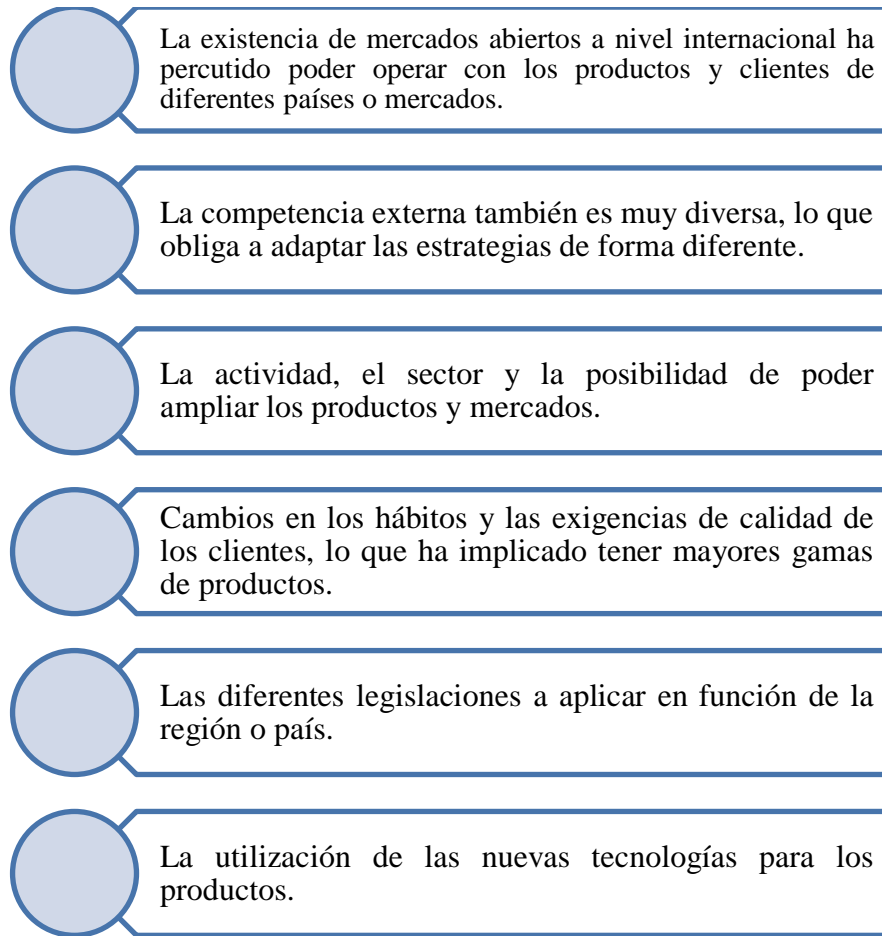 La existencia de mercados abiertos a nivel internacional ha
percutido poder operar con los productos y clientes de
diferentes países o mercados.
La competencia externa también es muy diversa, lo que
obliga a adaptar las estrategias de forma diferente.
La actividad, el sector y la posibilidad de poder
ampliar los productos y mercados.
Cambios en los hábitos y las exigencias de calidad de
los clientes, lo que ha implicado tener mayores gamas
de productos.
Las diferentes legislaciones a aplicar en función de la
región o país.
La utilización de las nuevas tecnologías para los
productos.